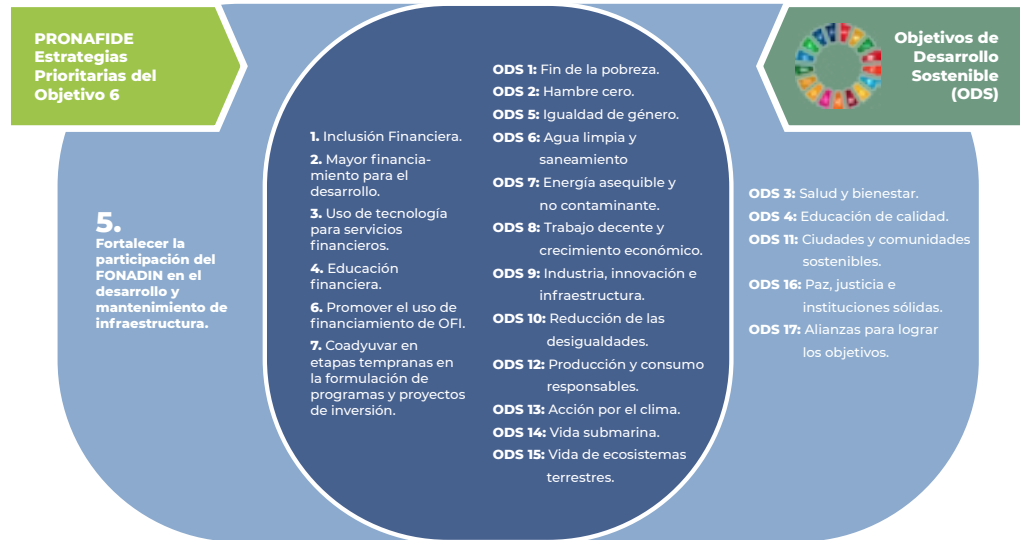 PRONAFIDE
Estrategias
Prioritarias del
Objetivo 6
5.
Fortalecer la
participación del
FONADIN en el
desarrollo y
mantenimiento de
infraestructura.
1. Inclusión Financiera.
2. Mayor financia-
miento para el
desarrollo.
3. Uso de tecnología
para servicios
financieros.
4. Educación
financiera.
6. Promover el uso de
financiamiento de OFI.
7. Coadyuvar en
etapas tempranas en
la formulación de
programas y proyectos
de inversión.
ODS 1: Fin de la pobreza.
ODS 2: Hambre cero.
ODS 5: Igualdad de género.
ODS 6: Agua limpia y
saneamiento
ODS 7: Energía asequible y
no contaminante.
ODS 8: Trabajo decente y
crecimiento económico.
ODS 9: Industria, innovación e
infraestructura.
ODS 10: Reducción de las
desigualdades.
ODS 12: Producción y consumo
responsables.
ODS 13: Acción por el clima.
ODS 14: Vida submarina.
ODS 15: Vida de ecosistemas
terrestres.
Objetivos de
Desarrollo
Sostenible
(ODS)
ODS 3: Salud y bienestar.
ODS 4: Educación de calidad.
ODS 11: Ciudades y comunidades
sostenibles.
ODS 16: Paz, justicia e
instituciones sólidas.
ODS 17: Alianzas para lograr
los objetivos.